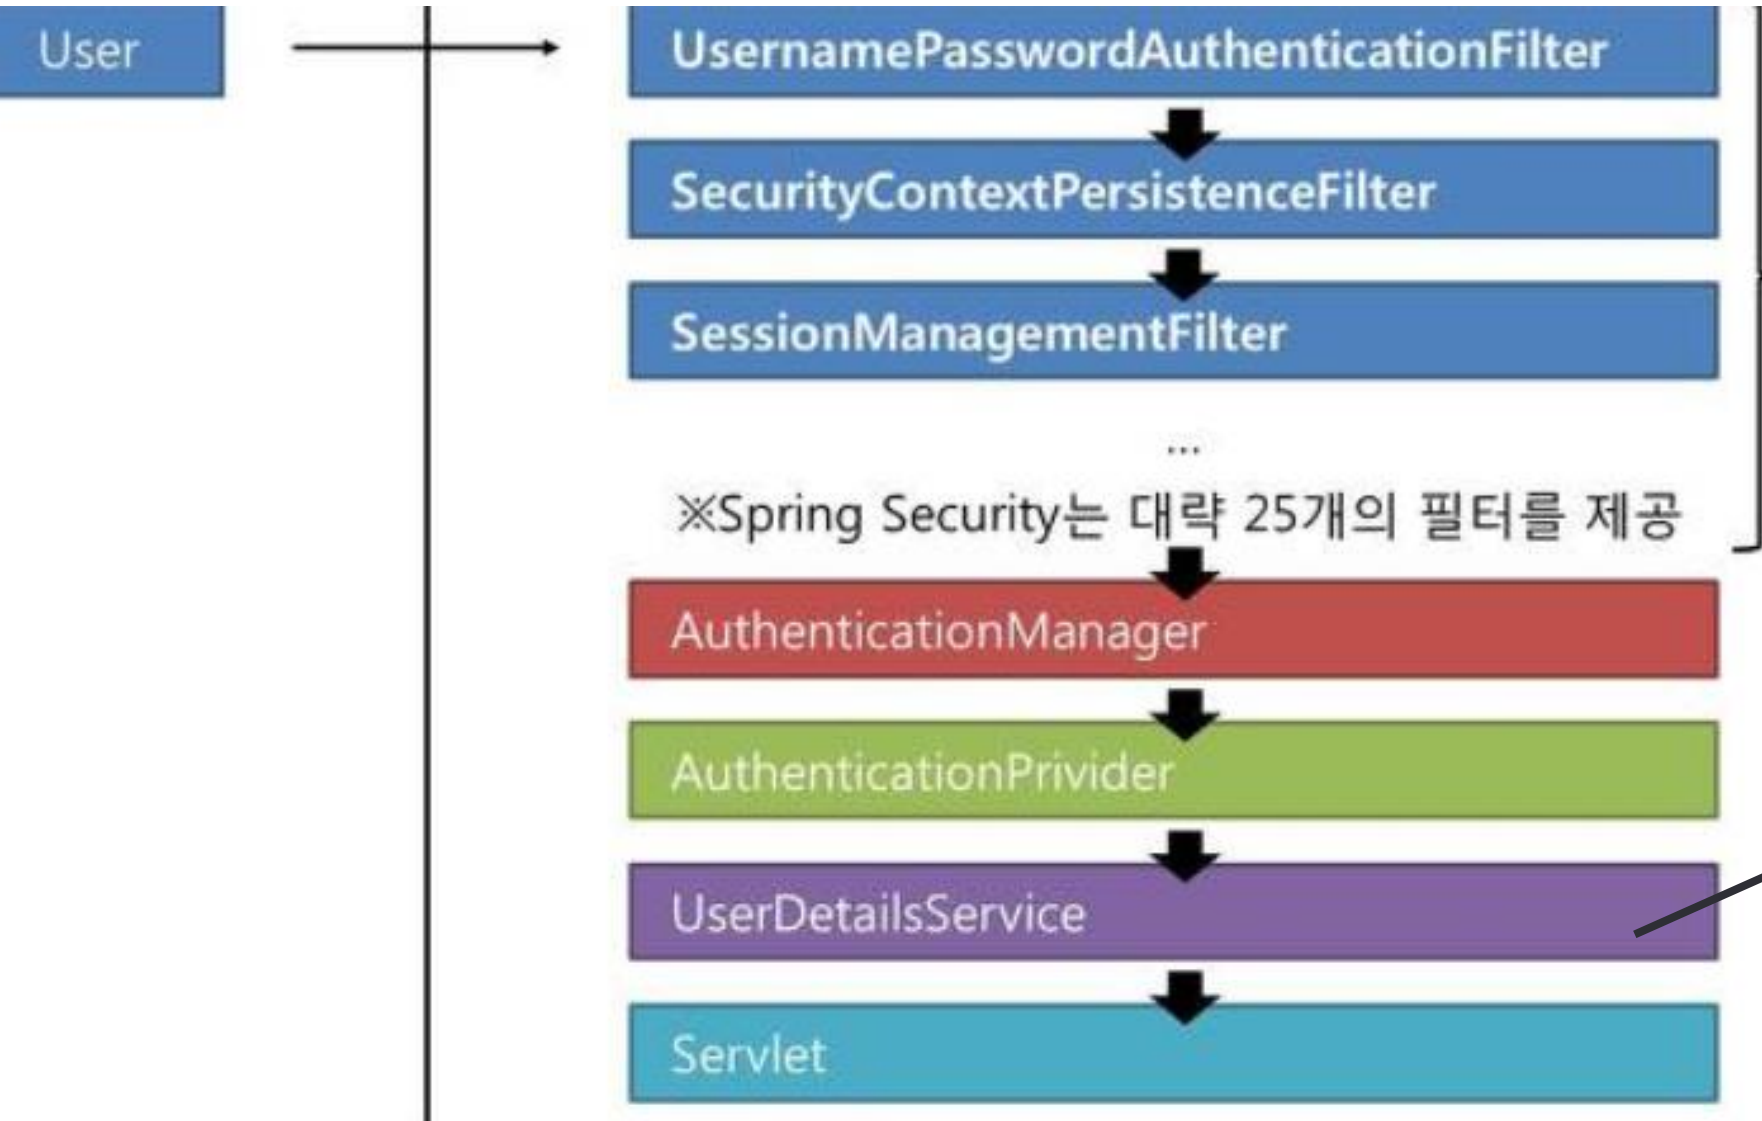 User
UsernamePasswordAuthenticationFilter
SecurityContextPersistenceFilter
SessionManagementFilter
...
※Spring Security는 대략 25개의 필터를 제공
AuthenticationManager
AuthenticationPrivider
UserDetailsService
Servlet